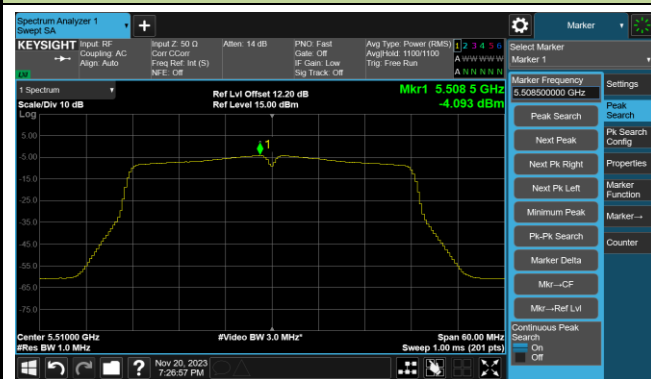 Spectrum Analyzer 1
Swept SA
+
Marker
KEYSIGHT
Input: RF
Coupling: AC
Align: Auto
Input Z: 50 Ω
Corr CCorr
Freq Ref: Int (S)
NFE: Off
Atten: 14 dB
PNO: Fast
Gate: Off
IF Gain: Low
Sig Track: Off
Avg Type: Power (RMS)
Avg|Hold: 1100/1100
Trig: Free Run
1 2 3 4 5 6
A W W W W W
A N N N N N
LXI
Select Marker
Marker 1
1 Spectrum
Scale/Div 10 dB
Log
Ref Lvl Offset 12.20 dB
Ref Level 15.00 dBm
Mkr1 5.508 5 GHz
-4.093 dBm
5.00
-5.00
-15.0
-25.0
-35.0
-45.0
-55.0
-65.0
-75.0
1
Center 5.51000 GHz
#Res BW 1.0 MHz
#Video BW 3.0 MHz*
Span 60.00 MHz
Sweep 1.00 ms (201 pts)
Marker Frequency
5.508500000 GHz
Peak Search
Next Peak
Next Pk Right
Next Pk Left
Minimum Peak
Pk-Pk Search
Marker Delta
Mkr→CF
Mkr→Ref Lvl
Continuous Peak
Search
On
Off
Settings
Peak
Search
Pk Search
Config
Properties
Marker
Function
Marker→
Counter
?
Nov 20, 2023
7:26:57 PM